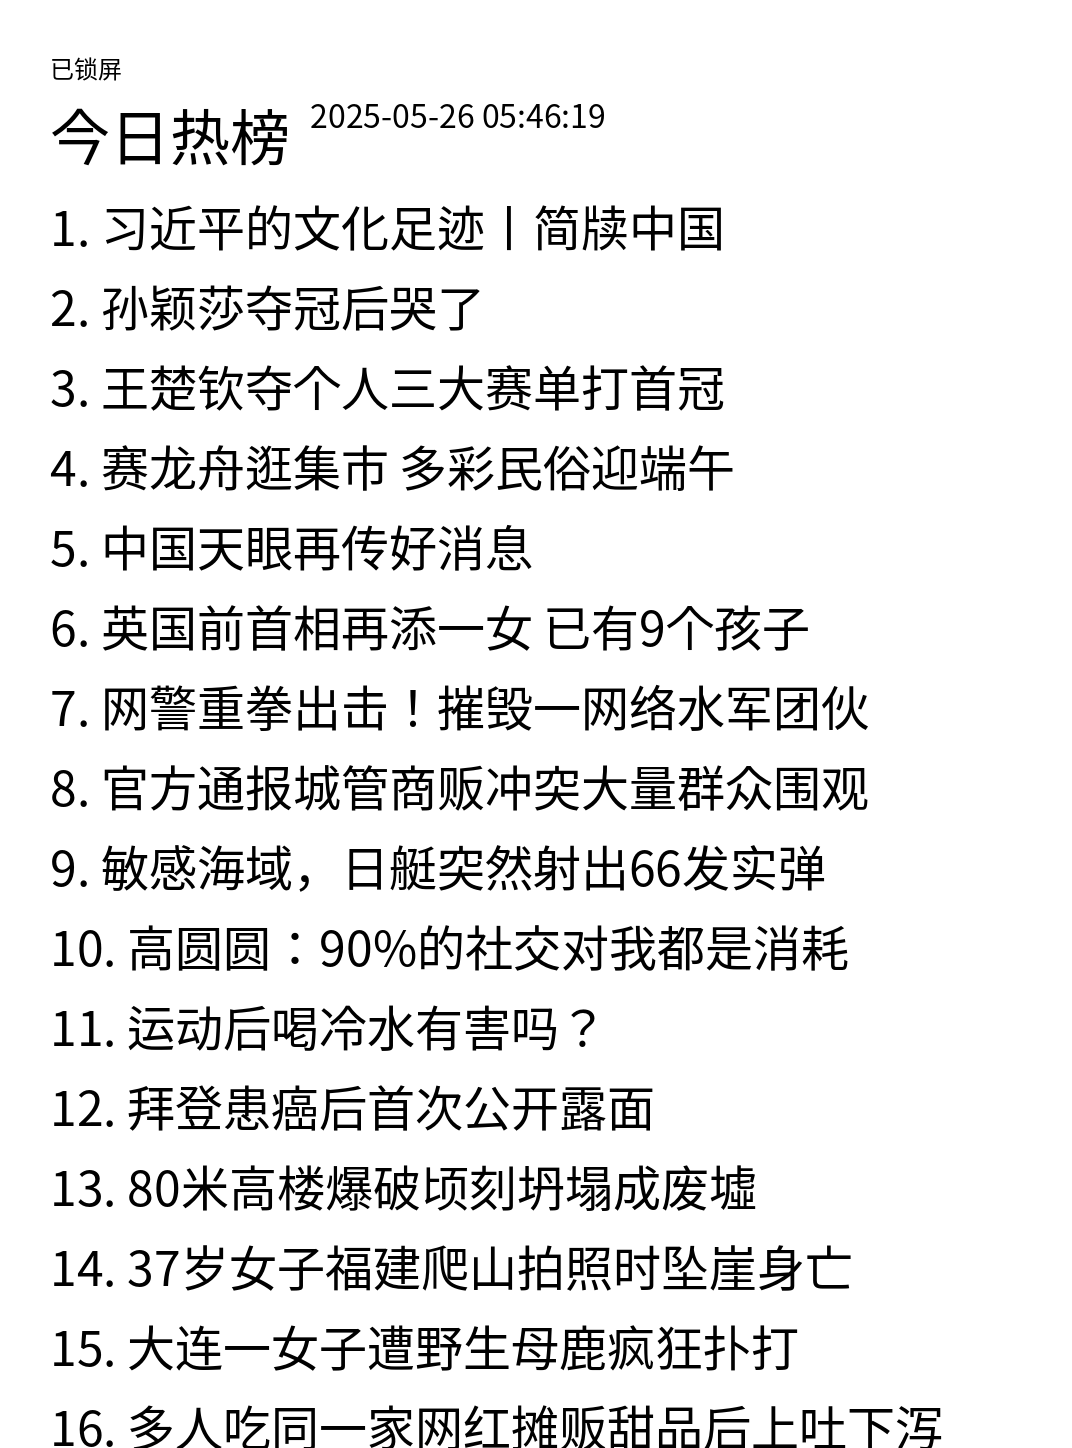 已锁屏
今日热榜 2025-05-26 05:46:19
1. 习近平的文化足迹丨简牍中国
2. 孙颖莎夺冠后哭了
3. 王楚钦夺个人三大赛单打首冠
4. 赛龙舟逛集市 多彩民俗迎端午
5. 中国天眼再传好消息
6. 英国前首相再添一女 已有9个孩子
7. 网警重拳出击！摧毁一网络水军团伙
8. 官方通报城管商贩冲突大量群众围观
9. 敏感海域，日艇突然射出66发实弹
10. 高圆圆：90%的社交对我都是消耗
11. 运动后喝冷水有害吗？
12. 拜登患癌后首次公开露面
13. 80米高楼爆破顷刻坍塌成废墟
14. 37岁女子福建爬山拍照时坠崖身亡
15. 大连一女子遭野生母鹿疯狂扑打
16. 多人吃同一家网红摊贩甜品后上吐下泻